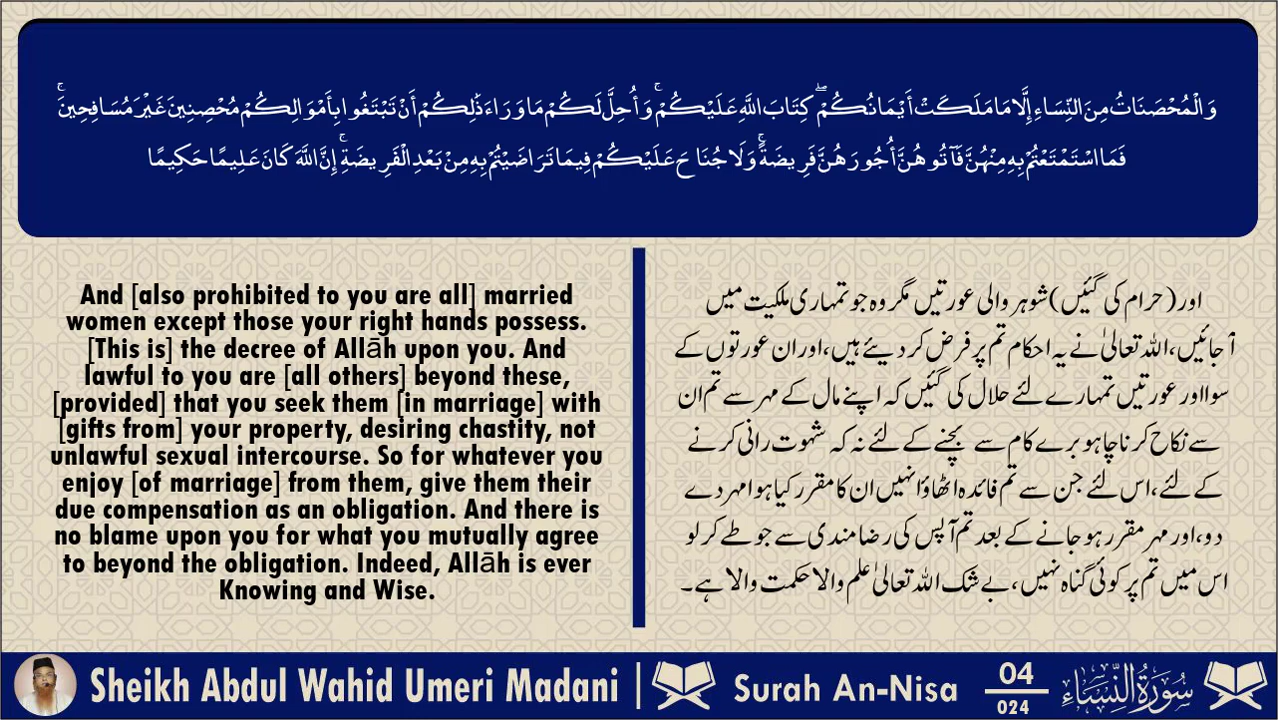 وَالْمُحْصَنَاتُ مِنَ النِّسَاءِ إِلَّا مَا مَلَكَتْ أَيْمَانُكُمْ ۖ كِتَابَ اللَّهِ عَلَيْكُمْ ۚ وَأُحِلَّ لَكُمْ مَا وَرَاءَ ذَٰلِكُمْ أَنْ تَبْتَغُوا بِأَمْوَالِكُمْ مُحْصِنِينَ غَيْرَ مُسَافِحِينَ ۚ
فَمَا اسْتَمْتَعْتُمْ بِهِ مِنْهُنَّ فَآتُوهُنَّ أُجُورَهُنَّ فَرِيضَةً ۚ وَلَا جُنَاحَ عَلَيْكُمْ فِيمَا تَرَاضَيْتُمْ بِهِ مِنْ بَعْدِ الْفَرِيضَةِ ۚ إِنَّ اللَّهَ كَانَ عَلِيمًا حَكِيمًا
And [also prohibited to you are all] married
women except those your right hands possess.
[This is] the decree of Allāh upon you. And
lawful to you are [all others] beyond these,
[provided] that you seek them [in marriage] with
[gifts from] your property, desiring chastity, not
unlawful sexual intercourse. So for whatever you
enjoy [of marriage] from them, give them their
due compensation as an obligation. And there is
no blame upon you for what you mutually agree
to beyond the obligation. Indeed, Allāh is ever
Knowing and Wise.
اور (حرام کی گئیں) شوہر والی عورتیں مگر وہ جو تمہاری ملکیت میں
آجائیں، اللہ تعالیٰ نے یہ احکام تم پر فرض کر دیئے ہیں، اور ان عورتوں کے
سوا اور عورتیں تمہارے لئے حلال کی گئیں کہ اپنے مال کے مہر سے تم ان
سے نکاح کرنا چاہو برے کام سے بچنے کے لئے نہ کہ شہوت رانی کرنے
کے لئے، اس لئے جن سے تم فائدہ اٹھاؤ انہیں ان کا مقرر کیا ہوا مہر دے
دو، اور مہر مقرر ہو جانے کے بعد تم آپس کی رضامندی سے جو طے کر لو
اس میں تم پر کوئی گناہ نہیں، بے شک اللہ تعالیٰ علم والا حکمت والا ہے۔
Sheikh Abdul Wahid Umeri Madani | Surah An-Nisa
04
024
سُورَةُ النِّسَاءِ